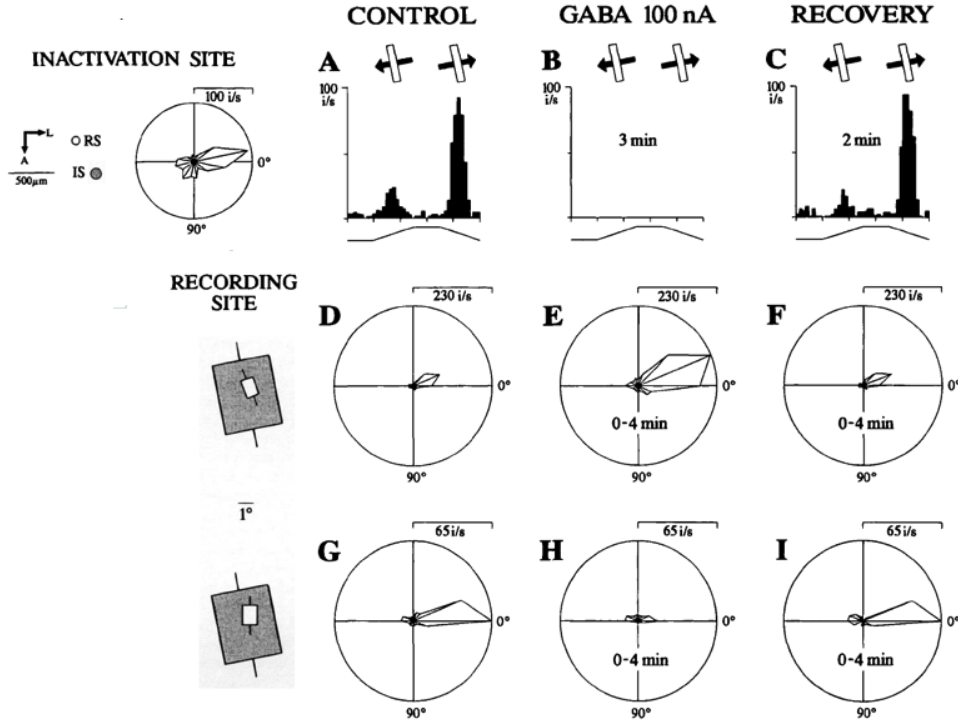 CONTROL GABA 100 nA RECOVERY
INACTIVATION SITE
A B C
100 i/s
100
i/s
100
i/s
100
i/s
L
A
500μm
RS
IS
0°
90°
3 min
2 min
RECORDING
SITE
D E F
230 i/s 230 i/s 230 i/s
0° 0° 0°
0-4 min 0-4 min
90° 90° 90°
1°
G H I
65 i/s 65 i/s 65 i/s
0° 0° 0°
0-4 min 0-4 min
90° 90° 90°